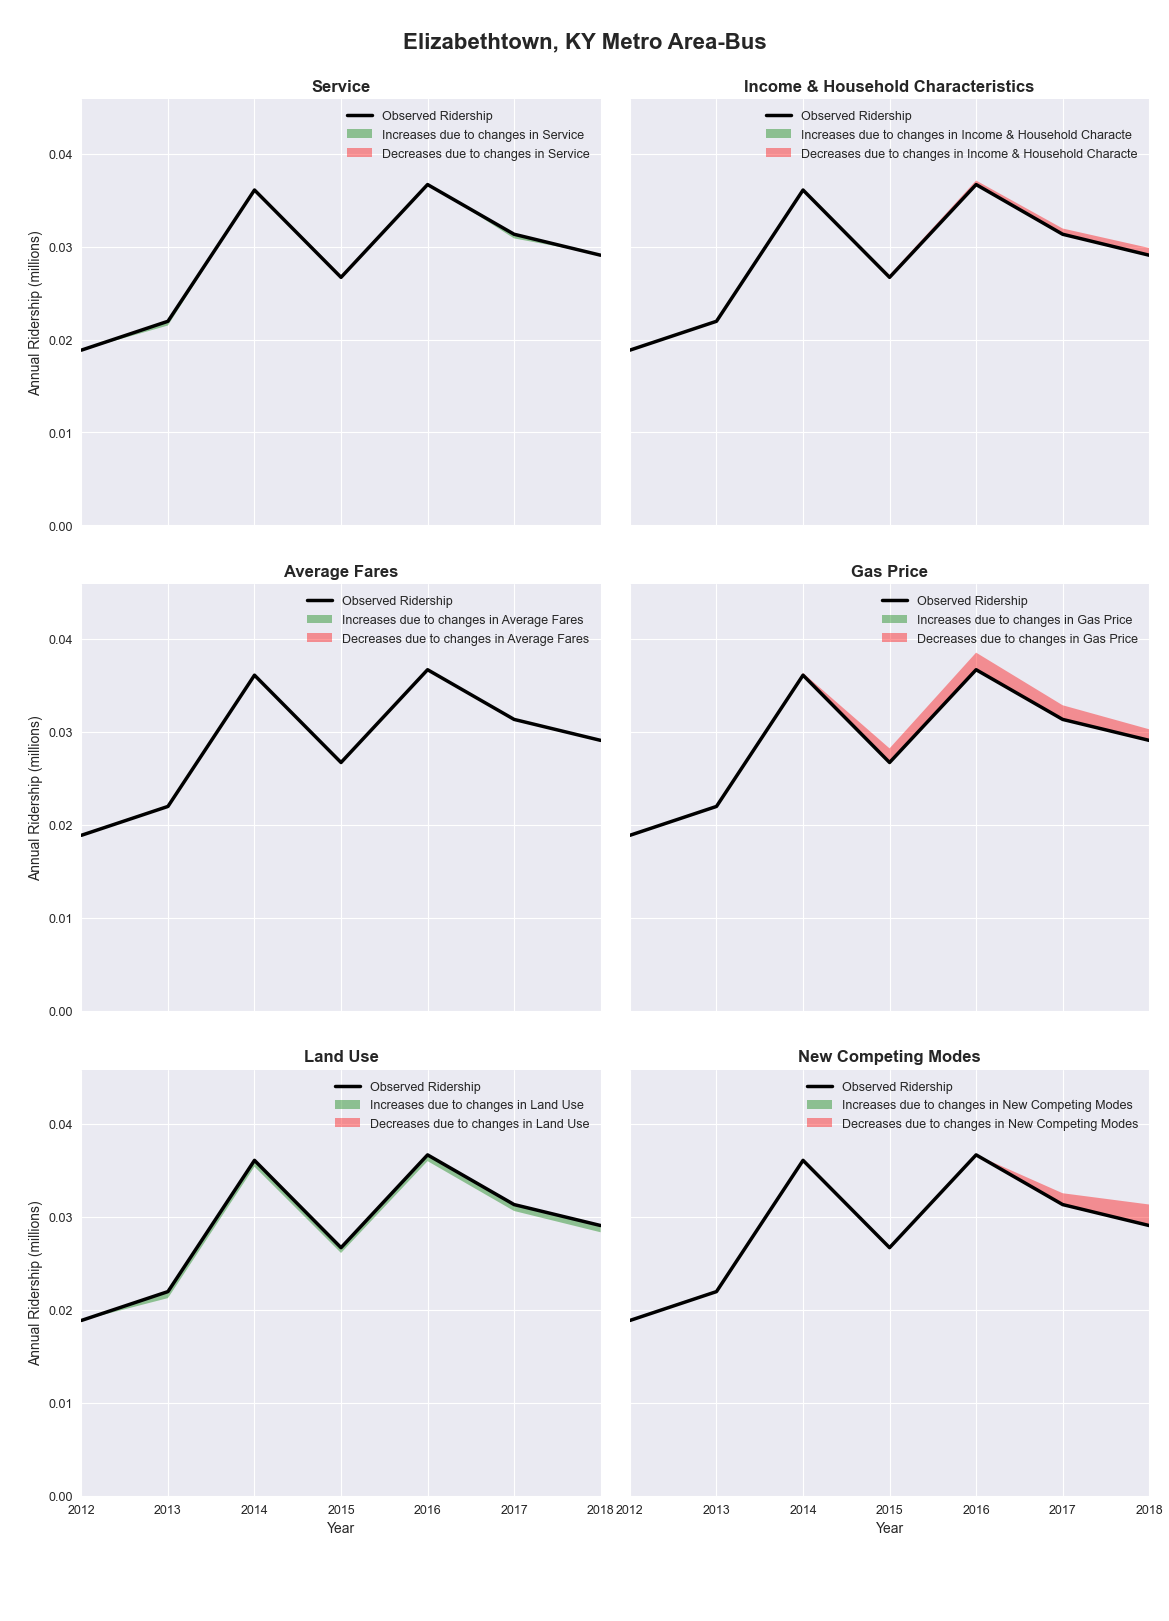 Elizabethtown, KY Metro Area-Bus
Service
Observed Ridership
Increases due to changes in Service
Decreases due to changes in Service
0.04
0.03
0.02
0.01
0.00
Annual Ridership (millions)
Income & Household Characteristics
Observed Ridership
Increases due to changes in Income & Household Characte
Decreases due to changes in Income & Household Characte
Average Fares
Observed Ridership
Increases due to changes in Average Fares
Decreases due to changes in Average Fares
0.04
0.03
0.02
0.01
0.00
Annual Ridership (millions)
Gas Price
Observed Ridership
Increases due to changes in Gas Price
Decreases due to changes in Gas Price
Land Use
Observed Ridership
Increases due to changes in Land Use
Decreases due to changes in Land Use
0.04
0.03
0.02
0.01
0.00
Annual Ridership (millions)
2012 2013 2014 2015 2016 2017 2018
Year
New Competing Modes
Observed Ridership
Increases due to changes in New Competing Modes
Decreases due to changes in New Competing Modes
2012 2013 2014 2015 2016 2017 2018
Year